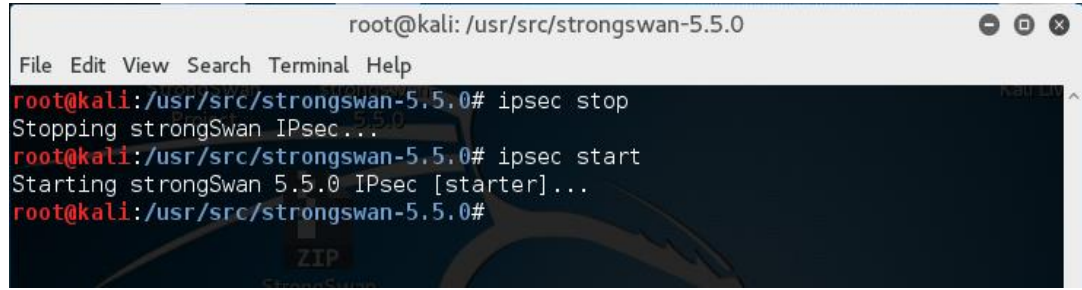 root@kali: /usr/src/strongswan-5.5.0
File Edit View Search Terminal Help
root@kali:/usr/src/strongswan-5.5.0# ipsec stop
Stopping strongSwan IPsec...
root@kali:/usr/src/strongswan-5.5.0# ipsec start
Starting strongSwan 5.5.0 IPsec [starter]...
root@kali:/usr/src/strongswan-5.5.0#
ZIP
StrongSwan